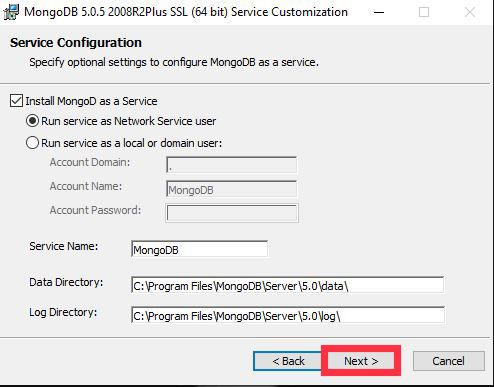 MongoDB 5.0.5 2008R2Plus SSL (64 bit) Service Customization
Service Configuration
Specify optional settings to configure MongoDB as a service.
Install MongoD as a Service
Run service as Network Service user
Run service as a local or domain user:
Account Domain: .
Account Name: MongoDB
Account Password:
Service Name: MongoDB
Data Directory: C:\Program Files\MongoDB\Server\5.0\data\
Log Directory: C:\Program Files\MongoDB\Server\5.0\log\
< Back Next > Cancel